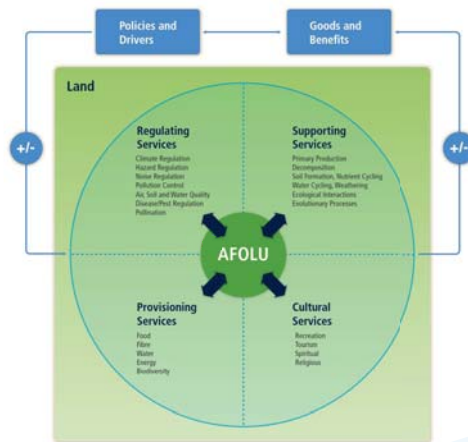 Policies and
Drivers
Goods and
Benefits
Land
+/-
+/-
Regulating
Services
Climate Regulation
Hazard Regulation
Noise Regulation
Pollution Control
Air, Soil and Water Quality
Disease/Pest Regulation
Pollination
Supporting
Services
Primary Production
Decomposition
Soil Formation, Nutrient Cycling
Water Cycling, Weathering
Ecological Interactions
Evolutionary Processes
AFOLU
Provisioning
Services
Food
Fibre
Water
Energy
Biodiversity
Cultural
Services
Recreation
Tourism
Spiritual
Religious